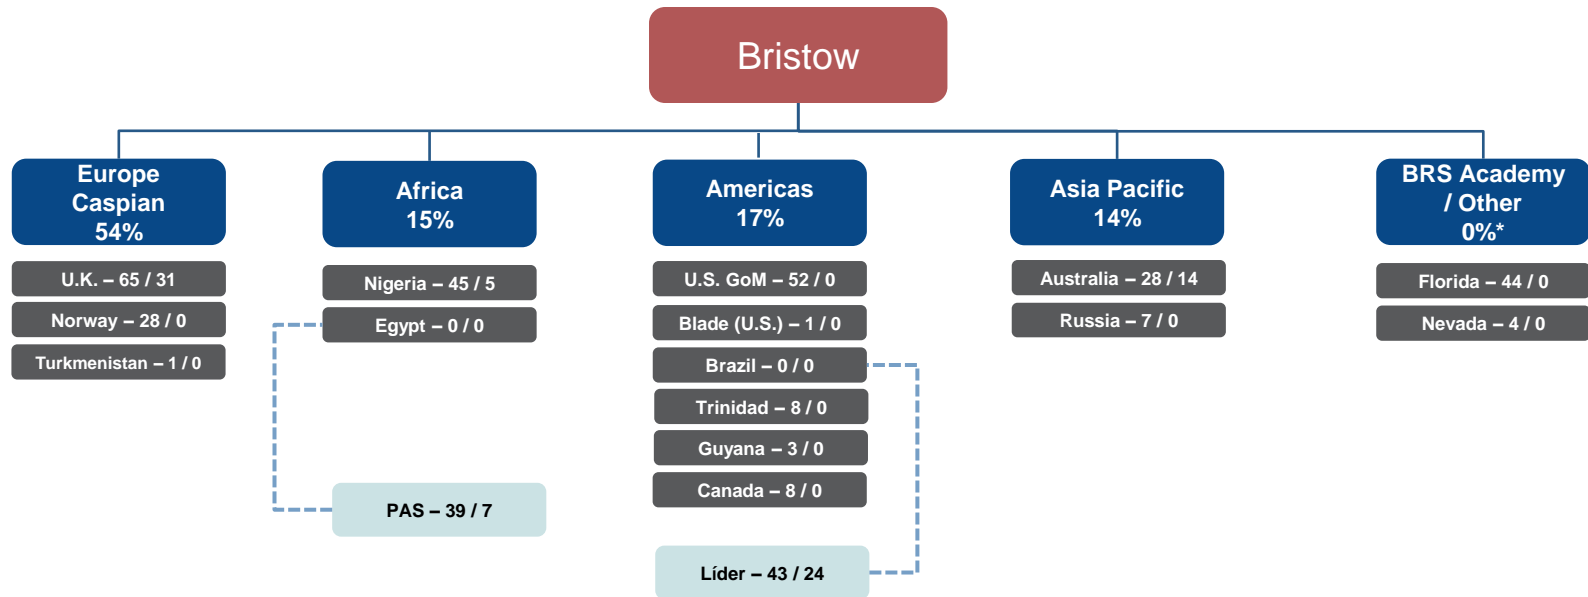 Bristow
Europe
Caspian
54%
U.K. – 65 / 31
Norway – 28 / 0
Turkmenistan – 1 / 0
Africa
15%
Nigeria – 45 / 5
Egypt – 0 / 0
PAS – 39 / 7
Americas
17%
U.S. GoM – 52 / 0
Blade (U.S.) – 1 / 0
Brazil – 0 / 0
Trinidad – 8 / 0
Guyana – 3 / 0
Canada – 8 / 0
Líder – 43 / 24
Asia Pacific
14%
Australia – 28 / 14
Russia – 7 / 0
BRS Academy
/ Other
0%*
Florida – 44 / 0
Nevada – 4 / 0